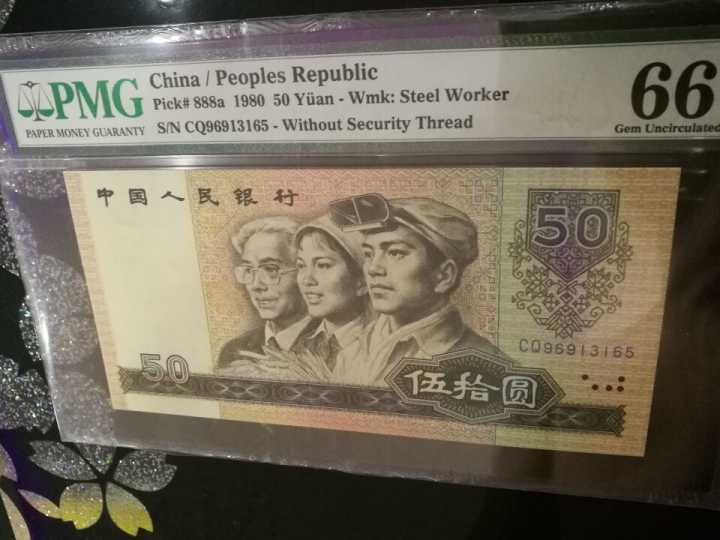 PMG
PAPER MONEY GUARANTY
China / Peoples Republic
Pick# 888a 1980 50 Yüan - Wmk: Steel Worker
S/N CQ96913165 - Without Security Thread
66
Gem Uncirculated
中国人民银行
50
CQ96913165
50
伍拾圆